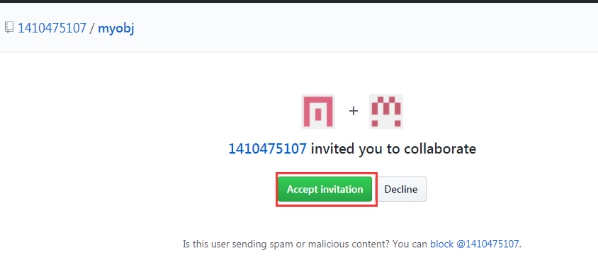 1410475107 / myobj
+
1410475107 invited you to collaborate
Accept invitation Decline
Is this user sending spam or malicious content? You can block @1410475107.